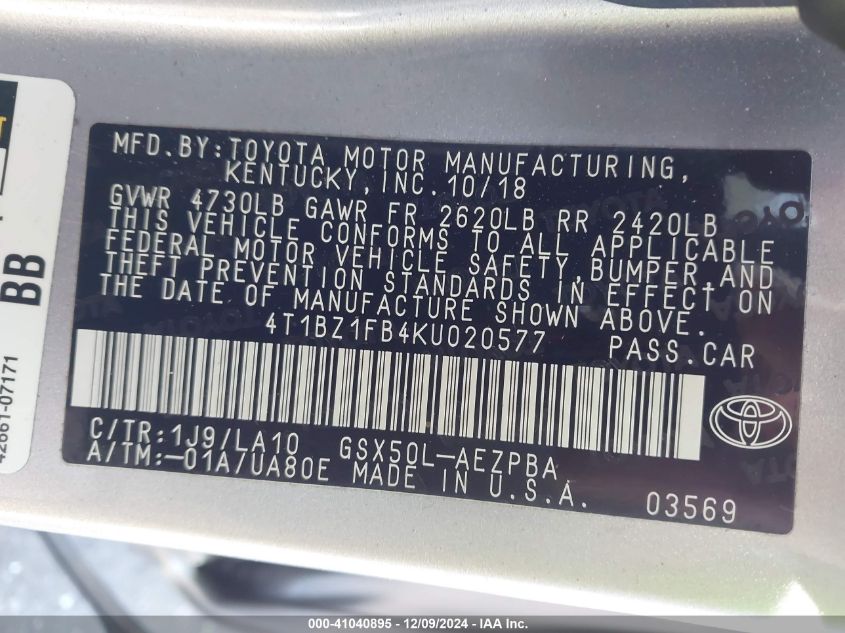 MFD.BY:TOYOTA MOTOR MANUFACTURING,
KENTUCKY,INC.10/18
GVWR 4730LB GAWR FR 2620LB RR 2420LB
THIS VEHICLE CONFORMS TO ALL APPLICABLE
FEDERAL MOTOR VEHICLE SAFETY,BUMPER,AND
THEFT PREVENTION STANDARDS IN EFFECT ON
THE DATE OF MANUFACTURE SHOWN ABOVE.
4T1BZ1FB4KU020577 PASS.CAR
C/TR:1J9/LA10 GSX50L-AEZPBA
A/TM:-01A/UA80E MADE IN U.S.A. 03569
BB
42661-07171
000-41040895 - 12/09/2024 - IAA Inc.